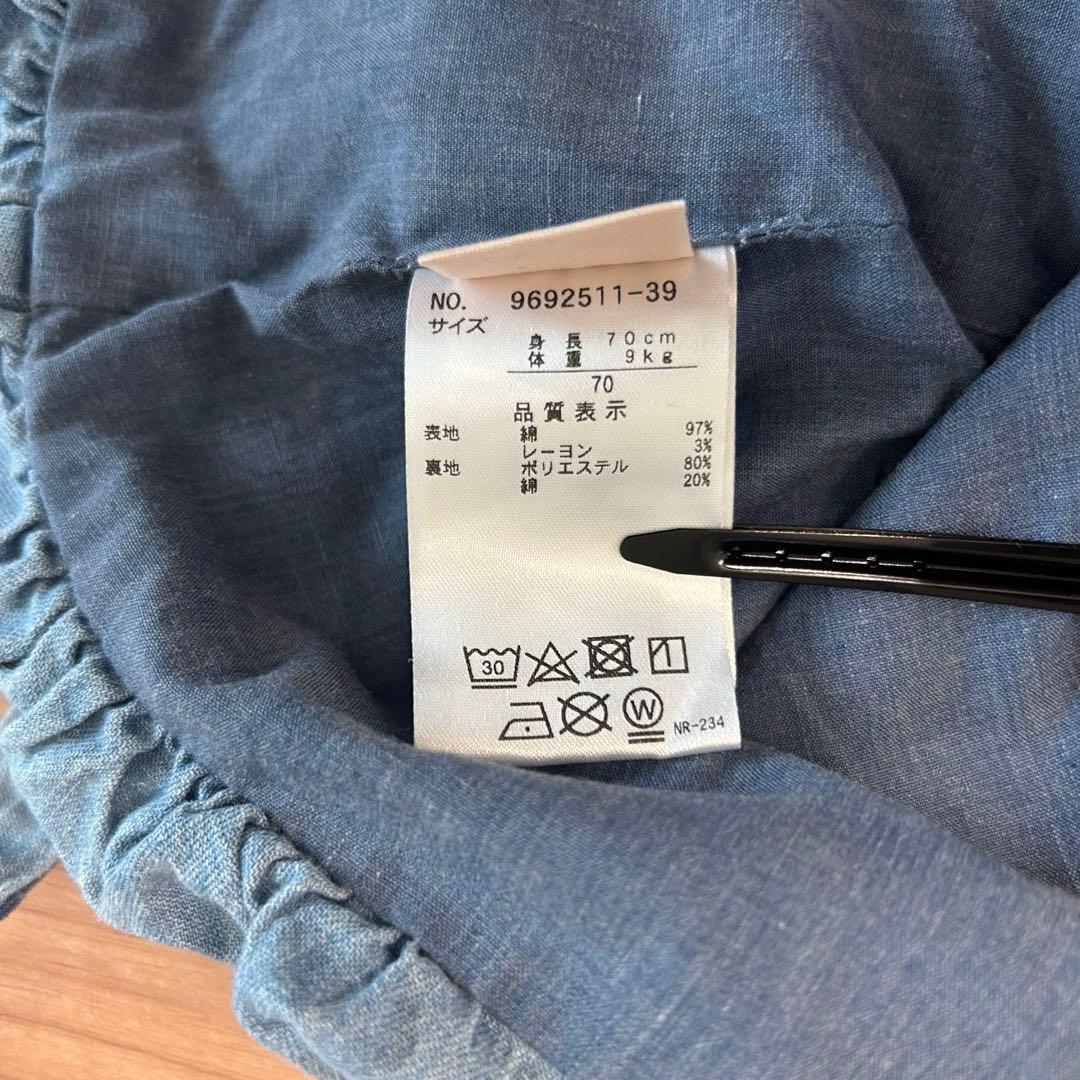 NO. 9692511-39
サイズ
身長 70cm
体重 9kg
70
品質表示
表地 綿 97%
レーヨン 3%
裏地 ポリエステル 80%
綿 20%
30
W NR-234